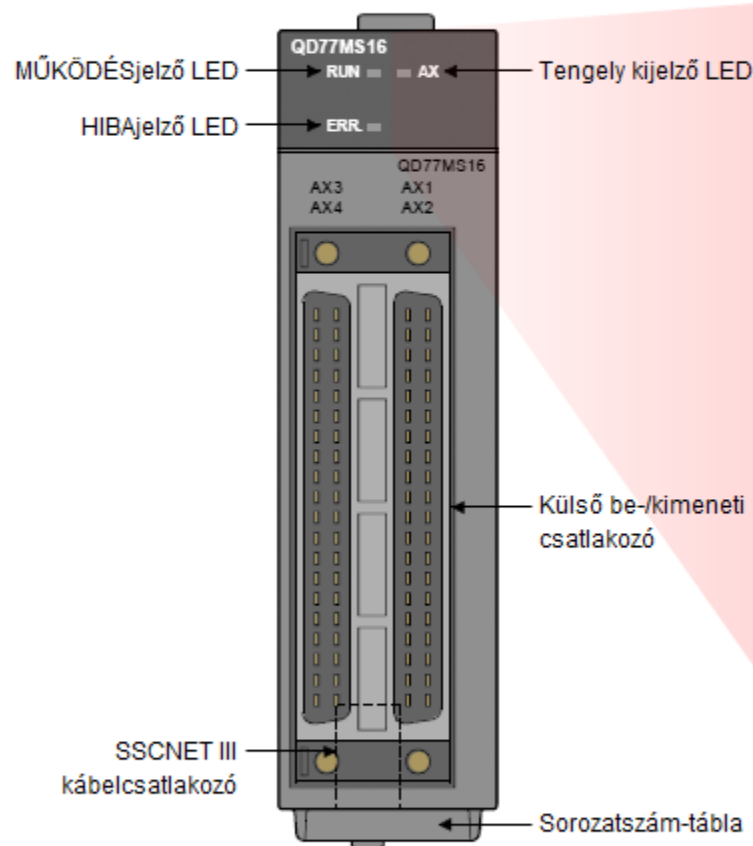 QD77MS16
MŰKÖDÉSjelző LED
RUN
AX
Tengely kijelző LED
HIBAjelző LED
ERR.
QD77MS16
AX3
AX1
AX4
AX2
Külső be-/kimeneti
csatlakozó
SSCNET III
kábelcsatlakozó
Sorozatszám-tábla